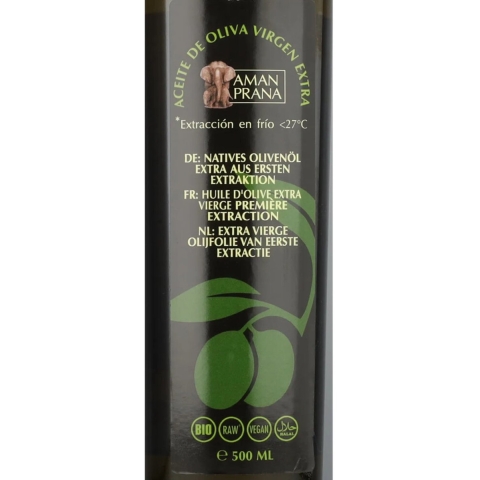 ACEITE DE OLIVA VIRGEN EXTRA
AMAN
PRANA
*Extracción en frío <27°C
DE: NATIVES OLIVENÖL
EXTRA AUS ERSTEN
EXTRAKTION
FR: HUILE D'OLIVE EXTRA
VIERGE PREMIÈRE
EXTRACTION
NL: EXTRA VIERGE
OLIJFOLIE VAN EERSTE
EXTRACTIE
BIO RAW VEGAN حلال HALAL
℮ 500 ML